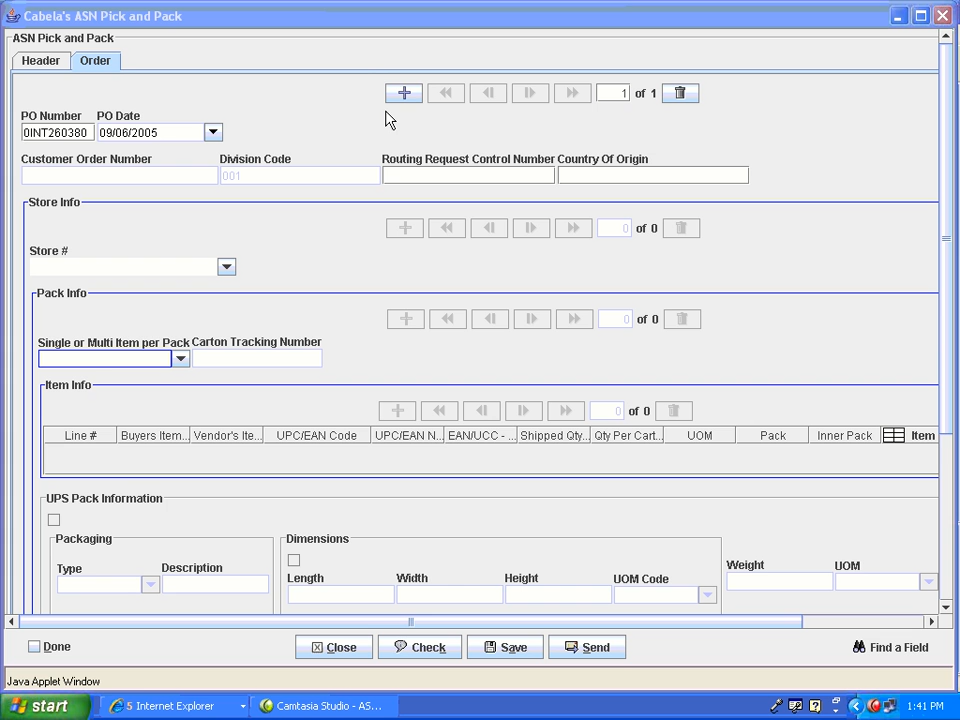 Cabela's ASN Pick and Pack
ASN Pick and Pack
Header Order
1 of 1
PO Number PO Date
0INT260380 09/06/2005
Customer Order Number Division Code Routing Request Control Number Country Of Origin
001
Store Info
0 of 0
Store #
Pack Info
0 of 0
Single or Multi Item per Pack Carton Tracking Number
Item Info
0 of 0
Line # Buyers Item... Vendor's Ite... UPC/EAN Code UPC/EAN N... EAN/UCC - ... Shipped Qty... Qty Per Cart... UOM Pack Inner Pack Item
UPS Pack Information
Packaging Dimensions
Type Description Length Width Height UOM Code Weight UOM
Done Close Check Save Send Find a Field
Java Applet Window
start 5 Internet Explorer Camtasia Studio - AS... 1:41 PM